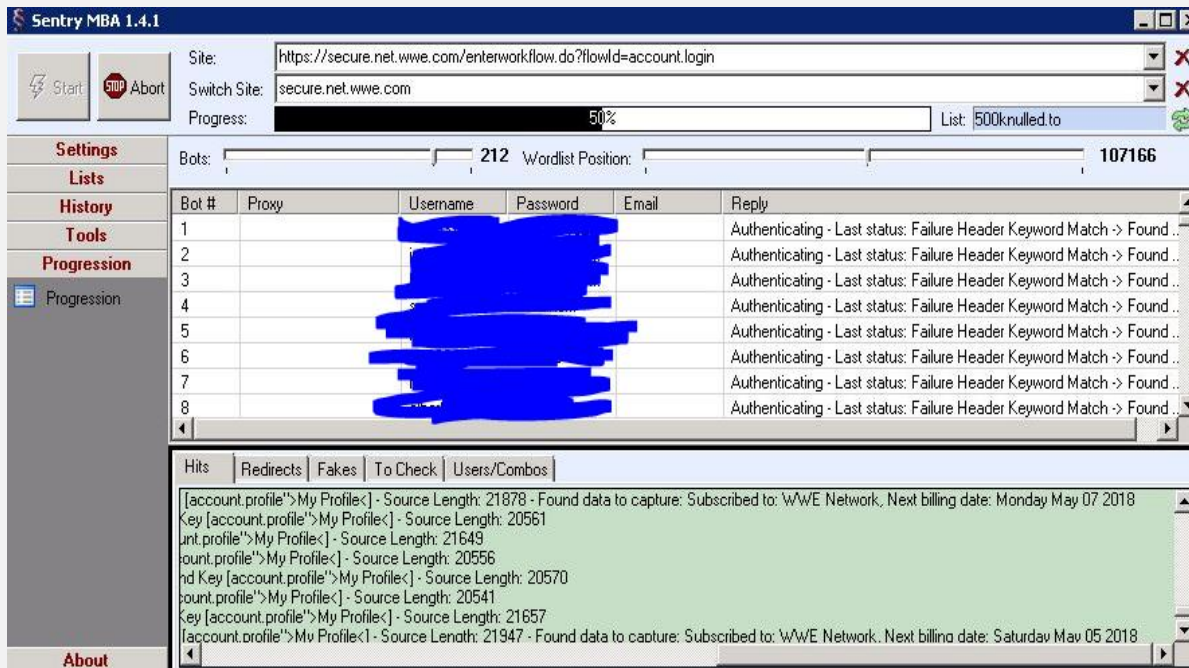 Sentry MBA 1.4.1
Start Abort
Site: https://secure.net.wwe.com/enterworkflow.do?flowId=account.login
Switch Site: secure.net.wwe.com
Progress: 50% List: 500knulled.to
Settings
Lists
History
Tools
Progression
Progression
About
Bots: 212 Wordlist Position: 107166
Bot # Proxy Username Password Email Reply
1 Authenticating - Last status: Failure Header Keyword Match -> Found ..
2 Authenticating - Last status: Failure Header Keyword Match -> Found ..
3 Authenticating - Last status: Failure Header Keyword Match -> Found ..
4 Authenticating - Last status: Failure Header Keyword Match -> Found ..
5 Authenticating - Last status: Failure Header Keyword Match -> Found ..
6 Authenticating - Last status: Failure Header Keyword Match -> Found ..
7 Authenticating - Last status: Failure Header Keyword Match -> Found ..
8 Authenticating - Last status: Failure Header Keyword Match -> Found ..
Hits Redirects Fakes To Check Users/Combos
[account.profile">My Profile<] - Source Length: 21878 - Found data to capture: Subscribed to: WWE Network, Next billing date: Monday May 07 2018
Key [account.profile">My Profile<] - Source Length: 20561
unt.profile">My Profile<] - Source Length: 21649
ount.profile">My Profile<] - Source Length: 20556
nd Key [account.profile">My Profile<] - Source Length: 20570
count.profile">My Profile<] - Source Length: 20541
Key [account.profile">My Profile<] - Source Length: 21657
[account.profile">My Profile<] - Source Length: 21947 - Found data to capture: Subscribed to: WWE Network, Next billing date: Saturday May 05 2018